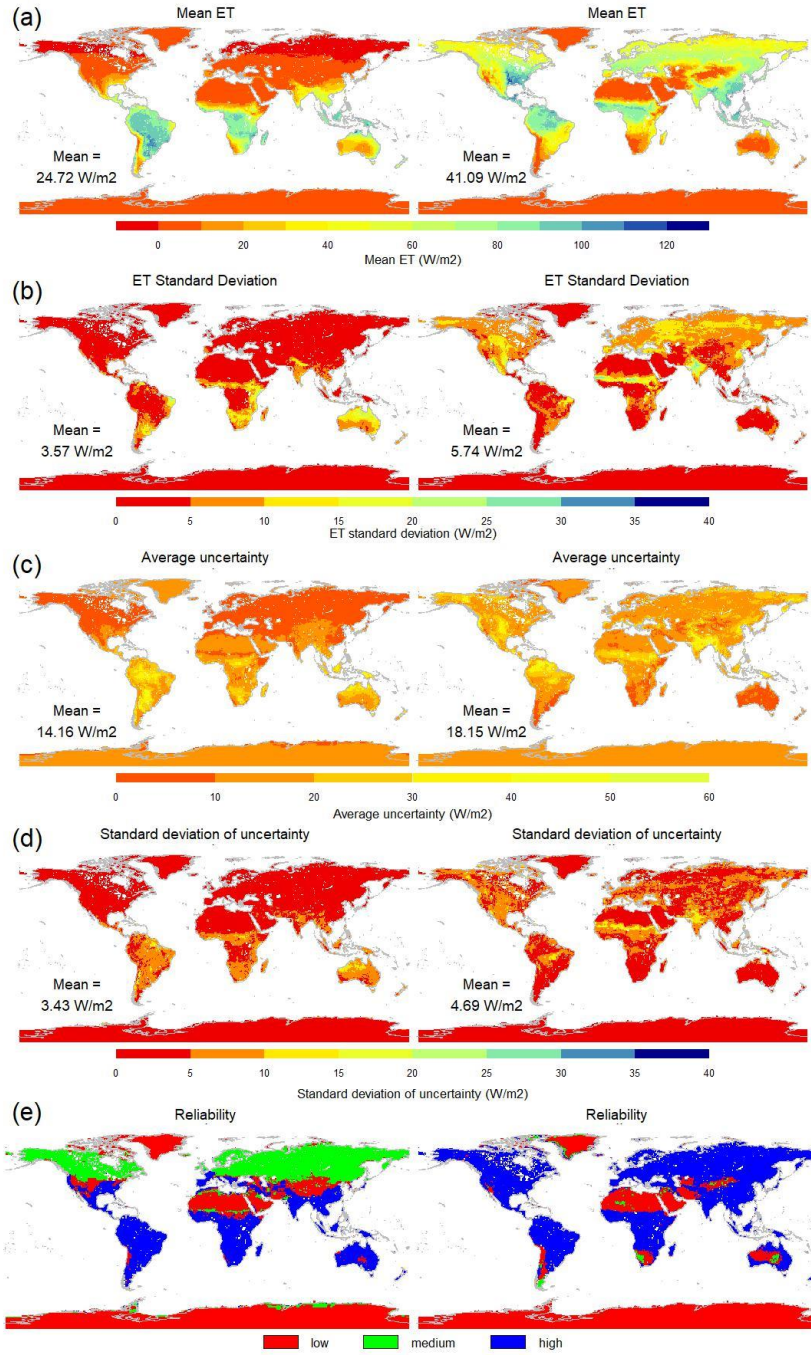 (a) Mean ET Mean ET
Mean = Mean =
24.72 W/m2 41.09 W/m2
0 20 40 60 80 100 120
Mean ET (W/m2)
(b) ET Standard Deviation ET Standard Deviation
Mean = Mean =
3.57 W/m2 5.74 W/m2
0 5 10 15 20 25 30 35 40
ET standard deviation (W/m2)
(c) Average uncertainty Average uncertainty
Mean = Mean =
14.16 W/m2 18.15 W/m2
0 10 20 30 40 50 60
Average uncertainty (W/m2)
(d) Standard deviation of uncertainty Standard deviation of uncertainty
Mean = Mean =
3.43 W/m2 4.69 W/m2
0 5 10 15 20 25 30 35 40
Standard deviation of uncertainty (W/m2)
(e) Reliability Reliability
low medium high